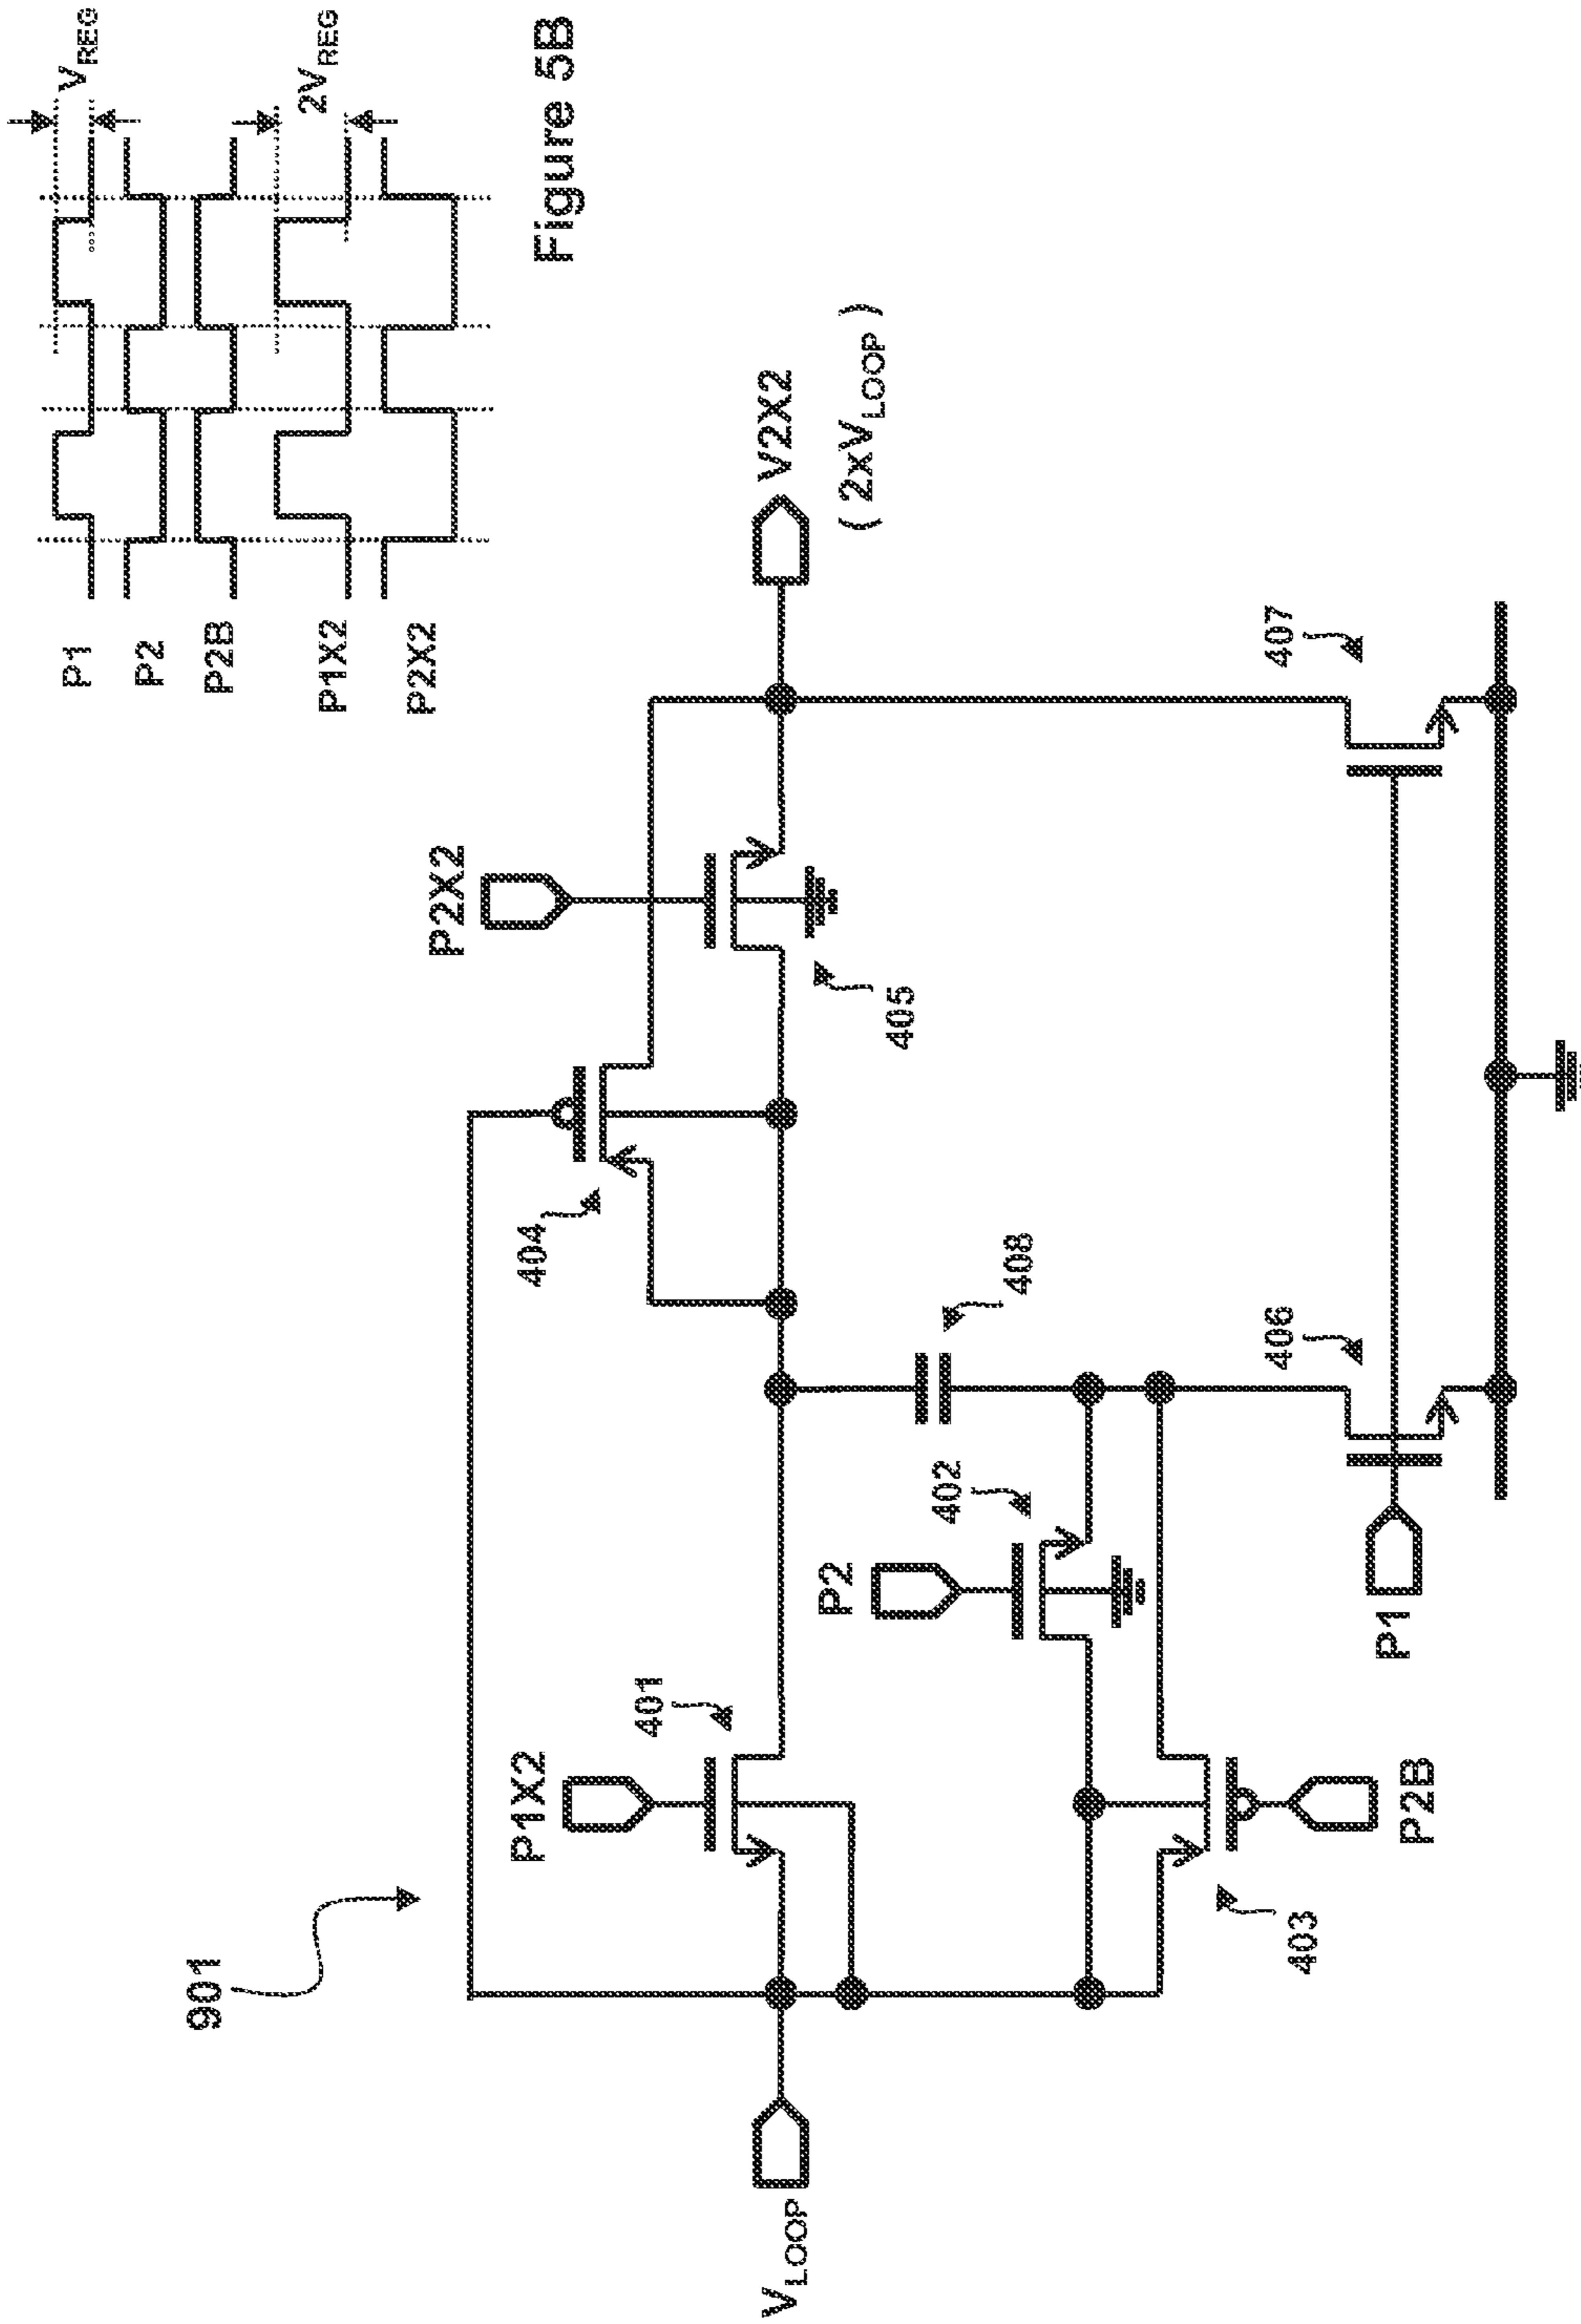 P1
P2
P2B
P1X2
P2X2
VREG
2VREG
Figure 5B
901
P1X2
401
404
P2X2
405
V2X2
( 2xVLOOP )
VLOOP
P2
402
408
403
P2B
P1
406
407